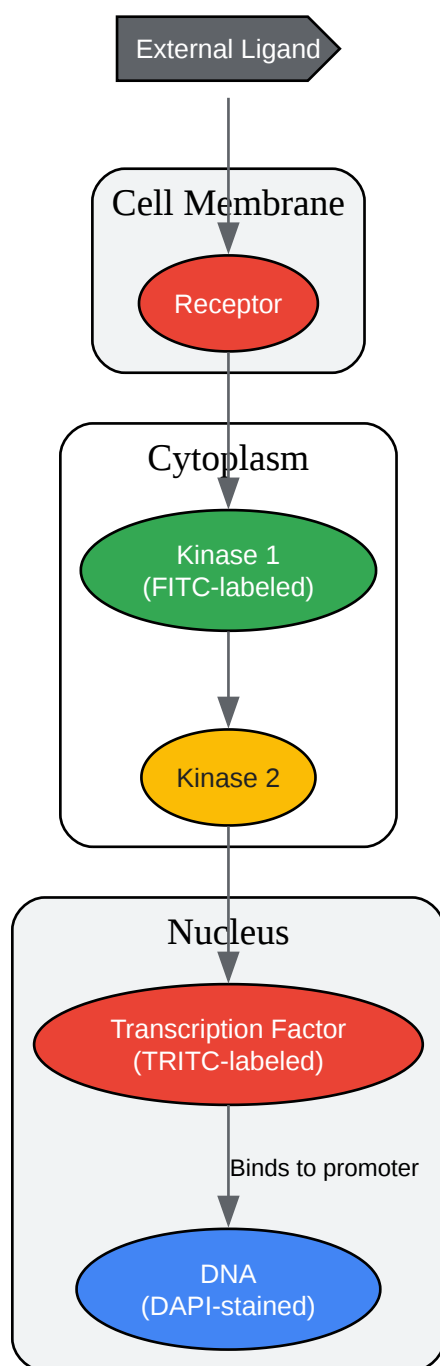 External Ligand
Cell Membrane
Receptor
Cytoplasm
Kinase 1
(FITC-labeled)
Kinase 2
Nucleus
Transcription Factor
(TRITC-labeled)
Binds to promoter
DNA
(DAPI-stained)